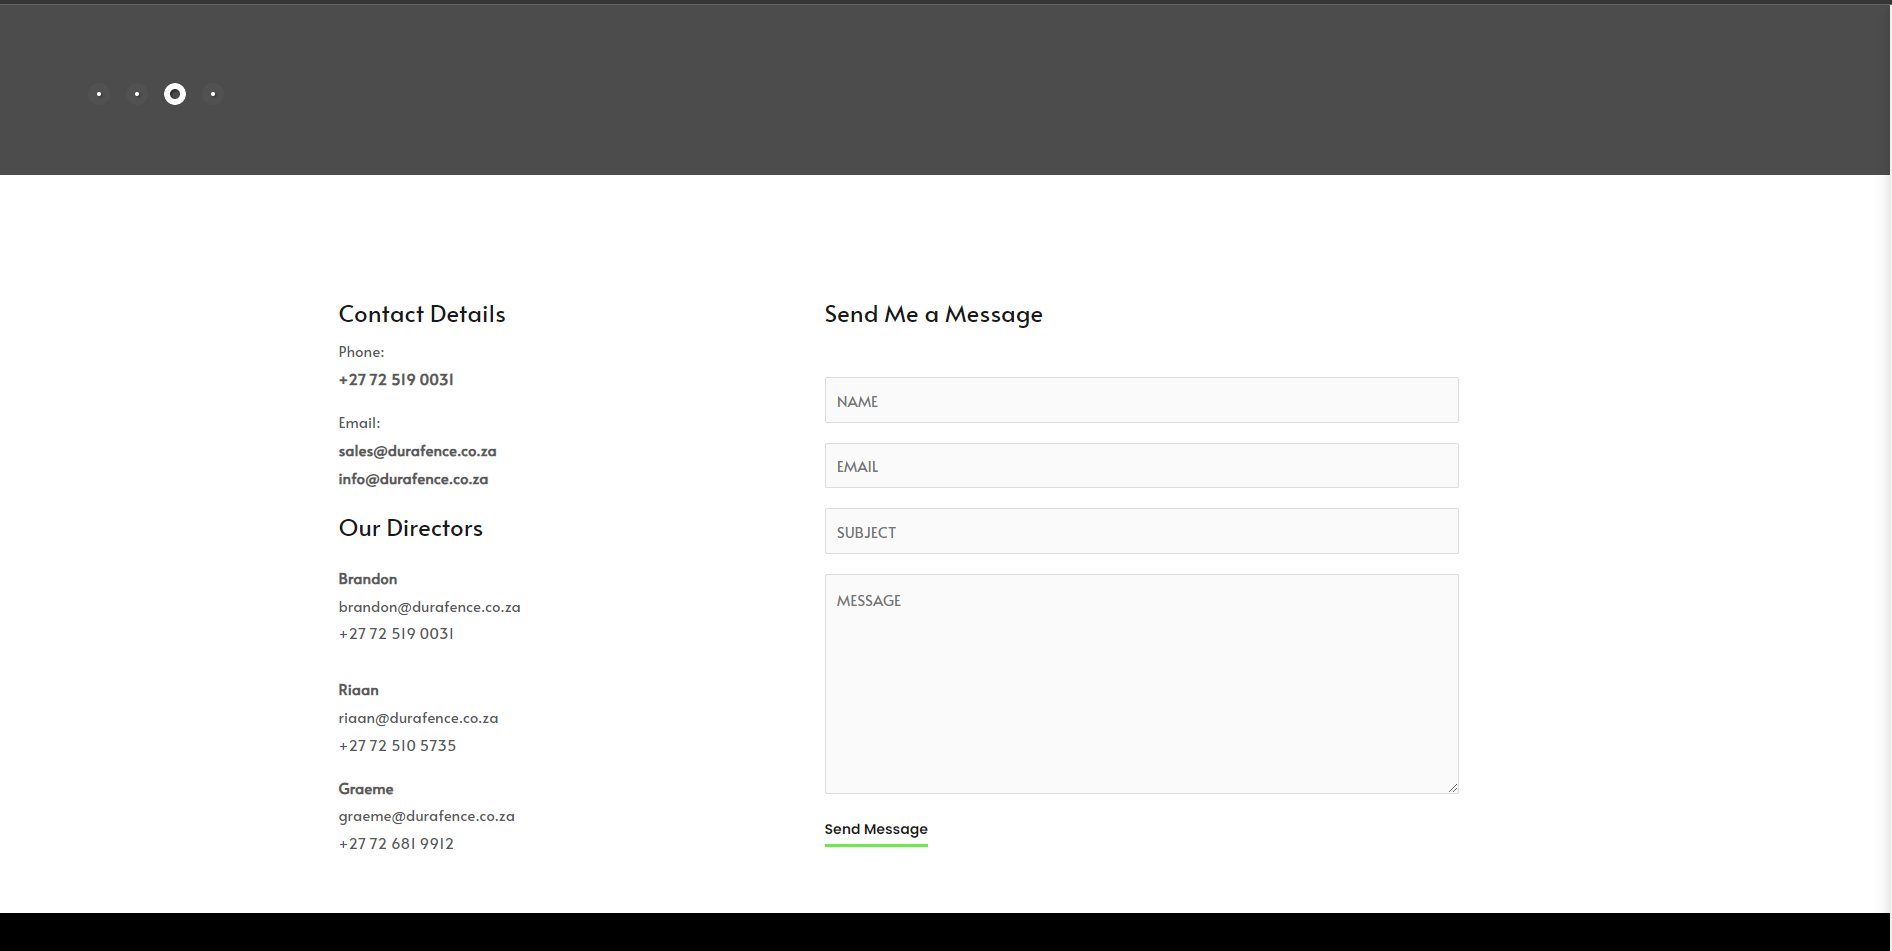 Contact Details
Phone:
+27 72 519 0031
Email:
sales@durafence.co.za
info@durafence.co.za
Our Directors
Brandon
brandon@durafence.co.za
+27 72 519 0031
Riaan
riaan@durafence.co.za
+27 72 510 5735
Graeme
graeme@durafence.co.za
+27 72 681 9912
Send Me a Message
NAME
EMAIL
SUBJECT
MESSAGE
Send Message